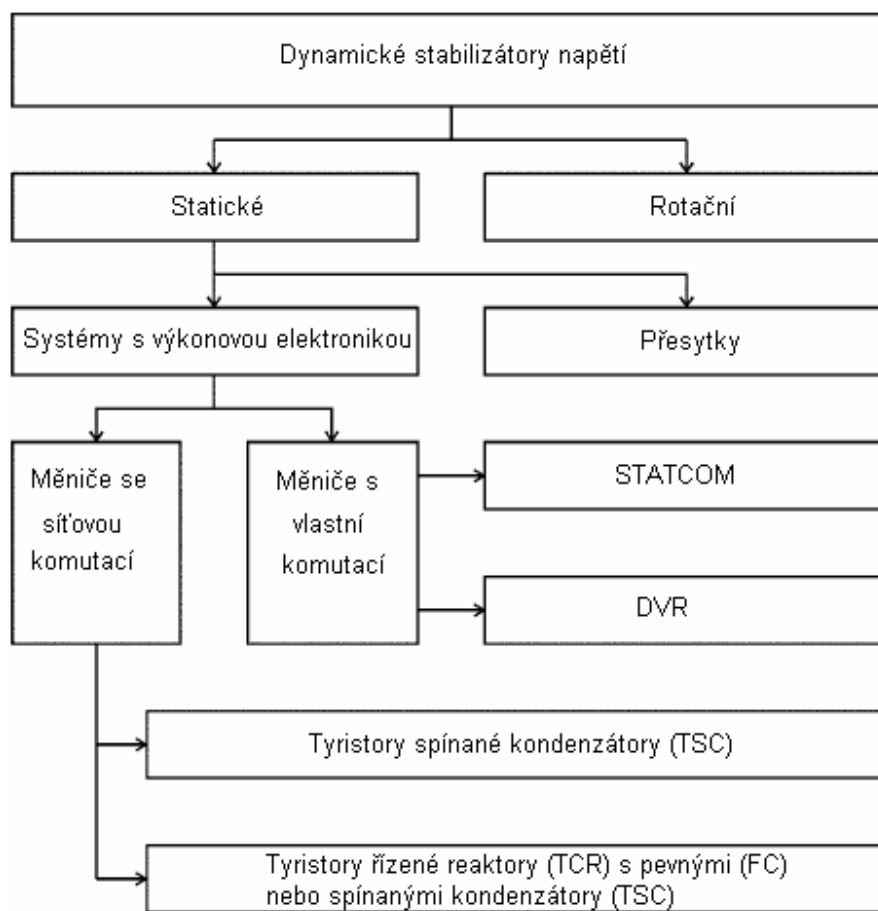 Dynamické stabilizátory napětí
Statické
Rotační
Systémy s výkonovou elektronikou
Přesytky
Měniče se
síťovou
komutací
Měniče s
vlastní
komutací
STATCOM
DVR
Tyristory spínané kondenzátory (TSC)
Tyristory řízené reaktory (TCR) s pevnými (FC)
nebo spínanými kondenzátory (TSC)